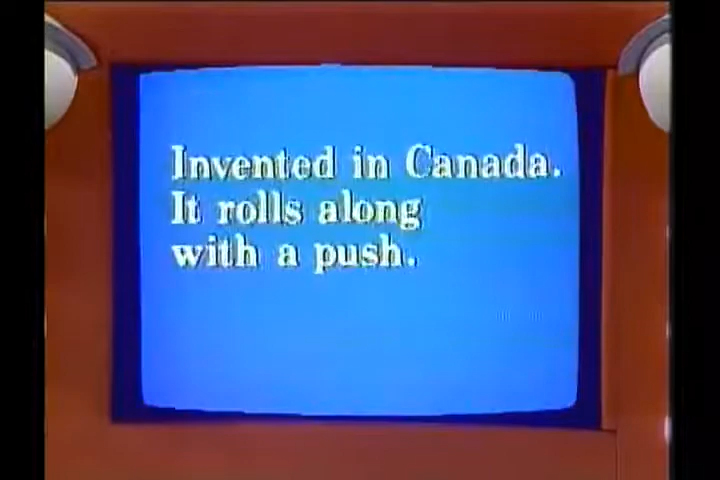 Invented in Canada.
It rolls along
with a push.